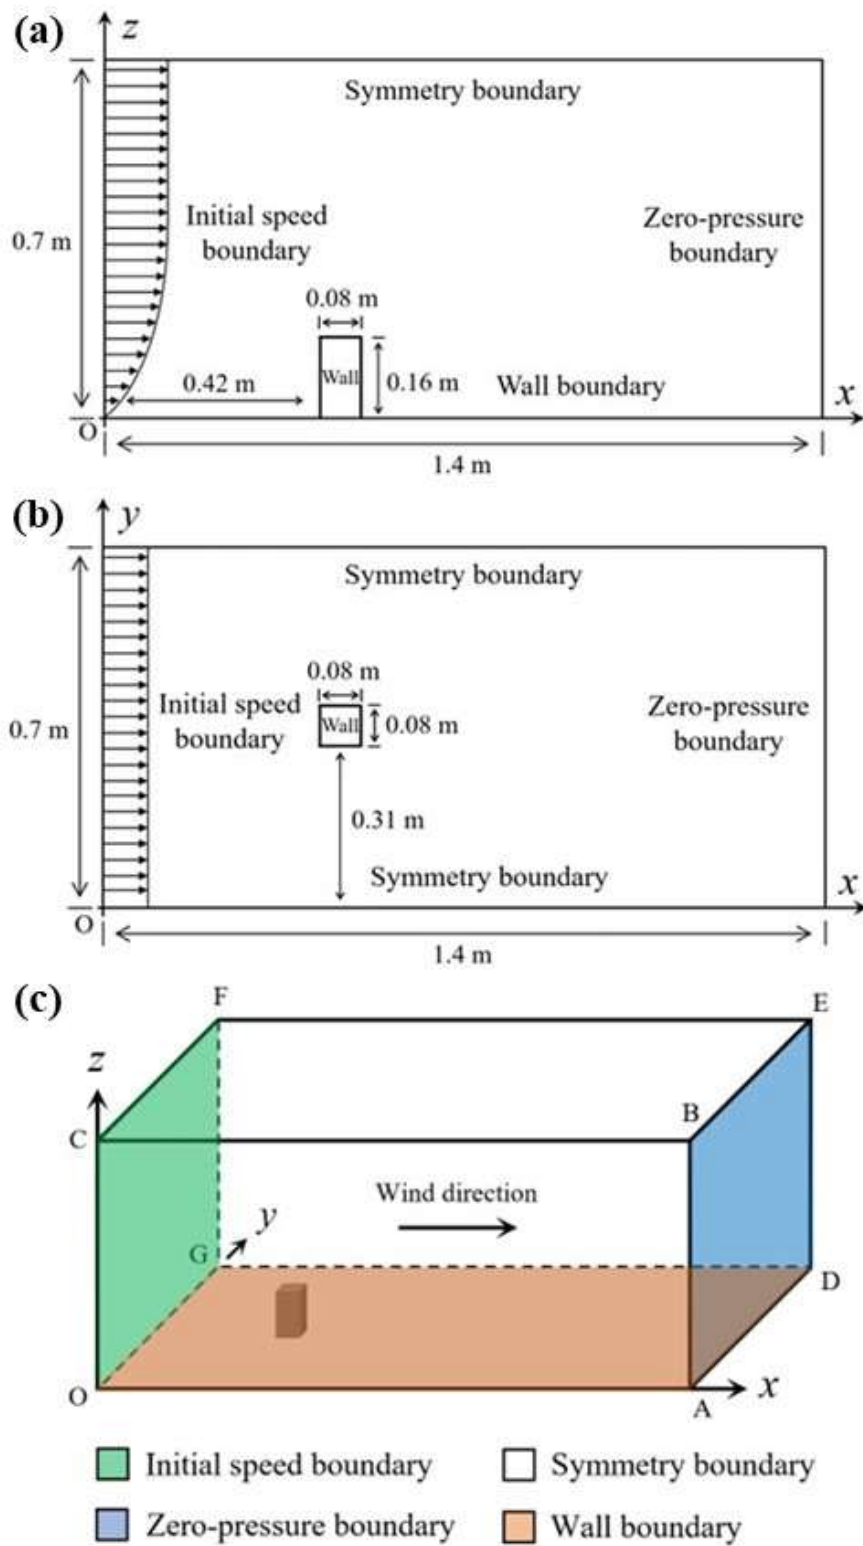 (a)
z
Symmetry boundary
Initial speed
boundary
Zero-pressure
boundary
0.7 m
0.08 m
Wall
0.42 m
0.16 m
Wall boundary
x
O
1.4 m
(b)
y
Symmetry boundary
0.08 m
Initial speed
boundary
Wall
0.08 m
Zero-pressure
boundary
0.7 m
0.31 m
Symmetry boundary
x
O
1.4 m
(c)
F
E
z
B
C
Wind direction
y
G
D
O
x
A
Initial speed boundary
Symmetry boundary
Zero-pressure boundary
Wall boundary